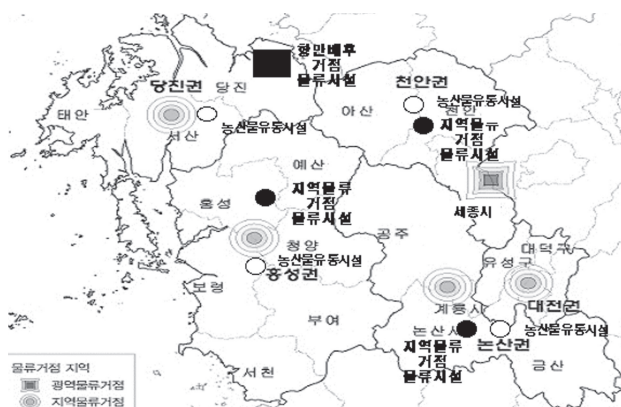 항만배후
거점
물류시설
당진권
당진
천안권
농산물유통시설
태안
아산
천안
농산물유통시설
지역물류
거점
물류시설
서산
예산
지역물류
거점
물류시설
홍성
세종시
공주
대덕구
청양
유성구
농산물유통시설
홍성권
보령
계룡시
대전권
부여
논산시
농산물유통시설
논산권
지역물류
거점
물류시설
금산
서천
물류거점 지역
광역물류거점
지역물류거점